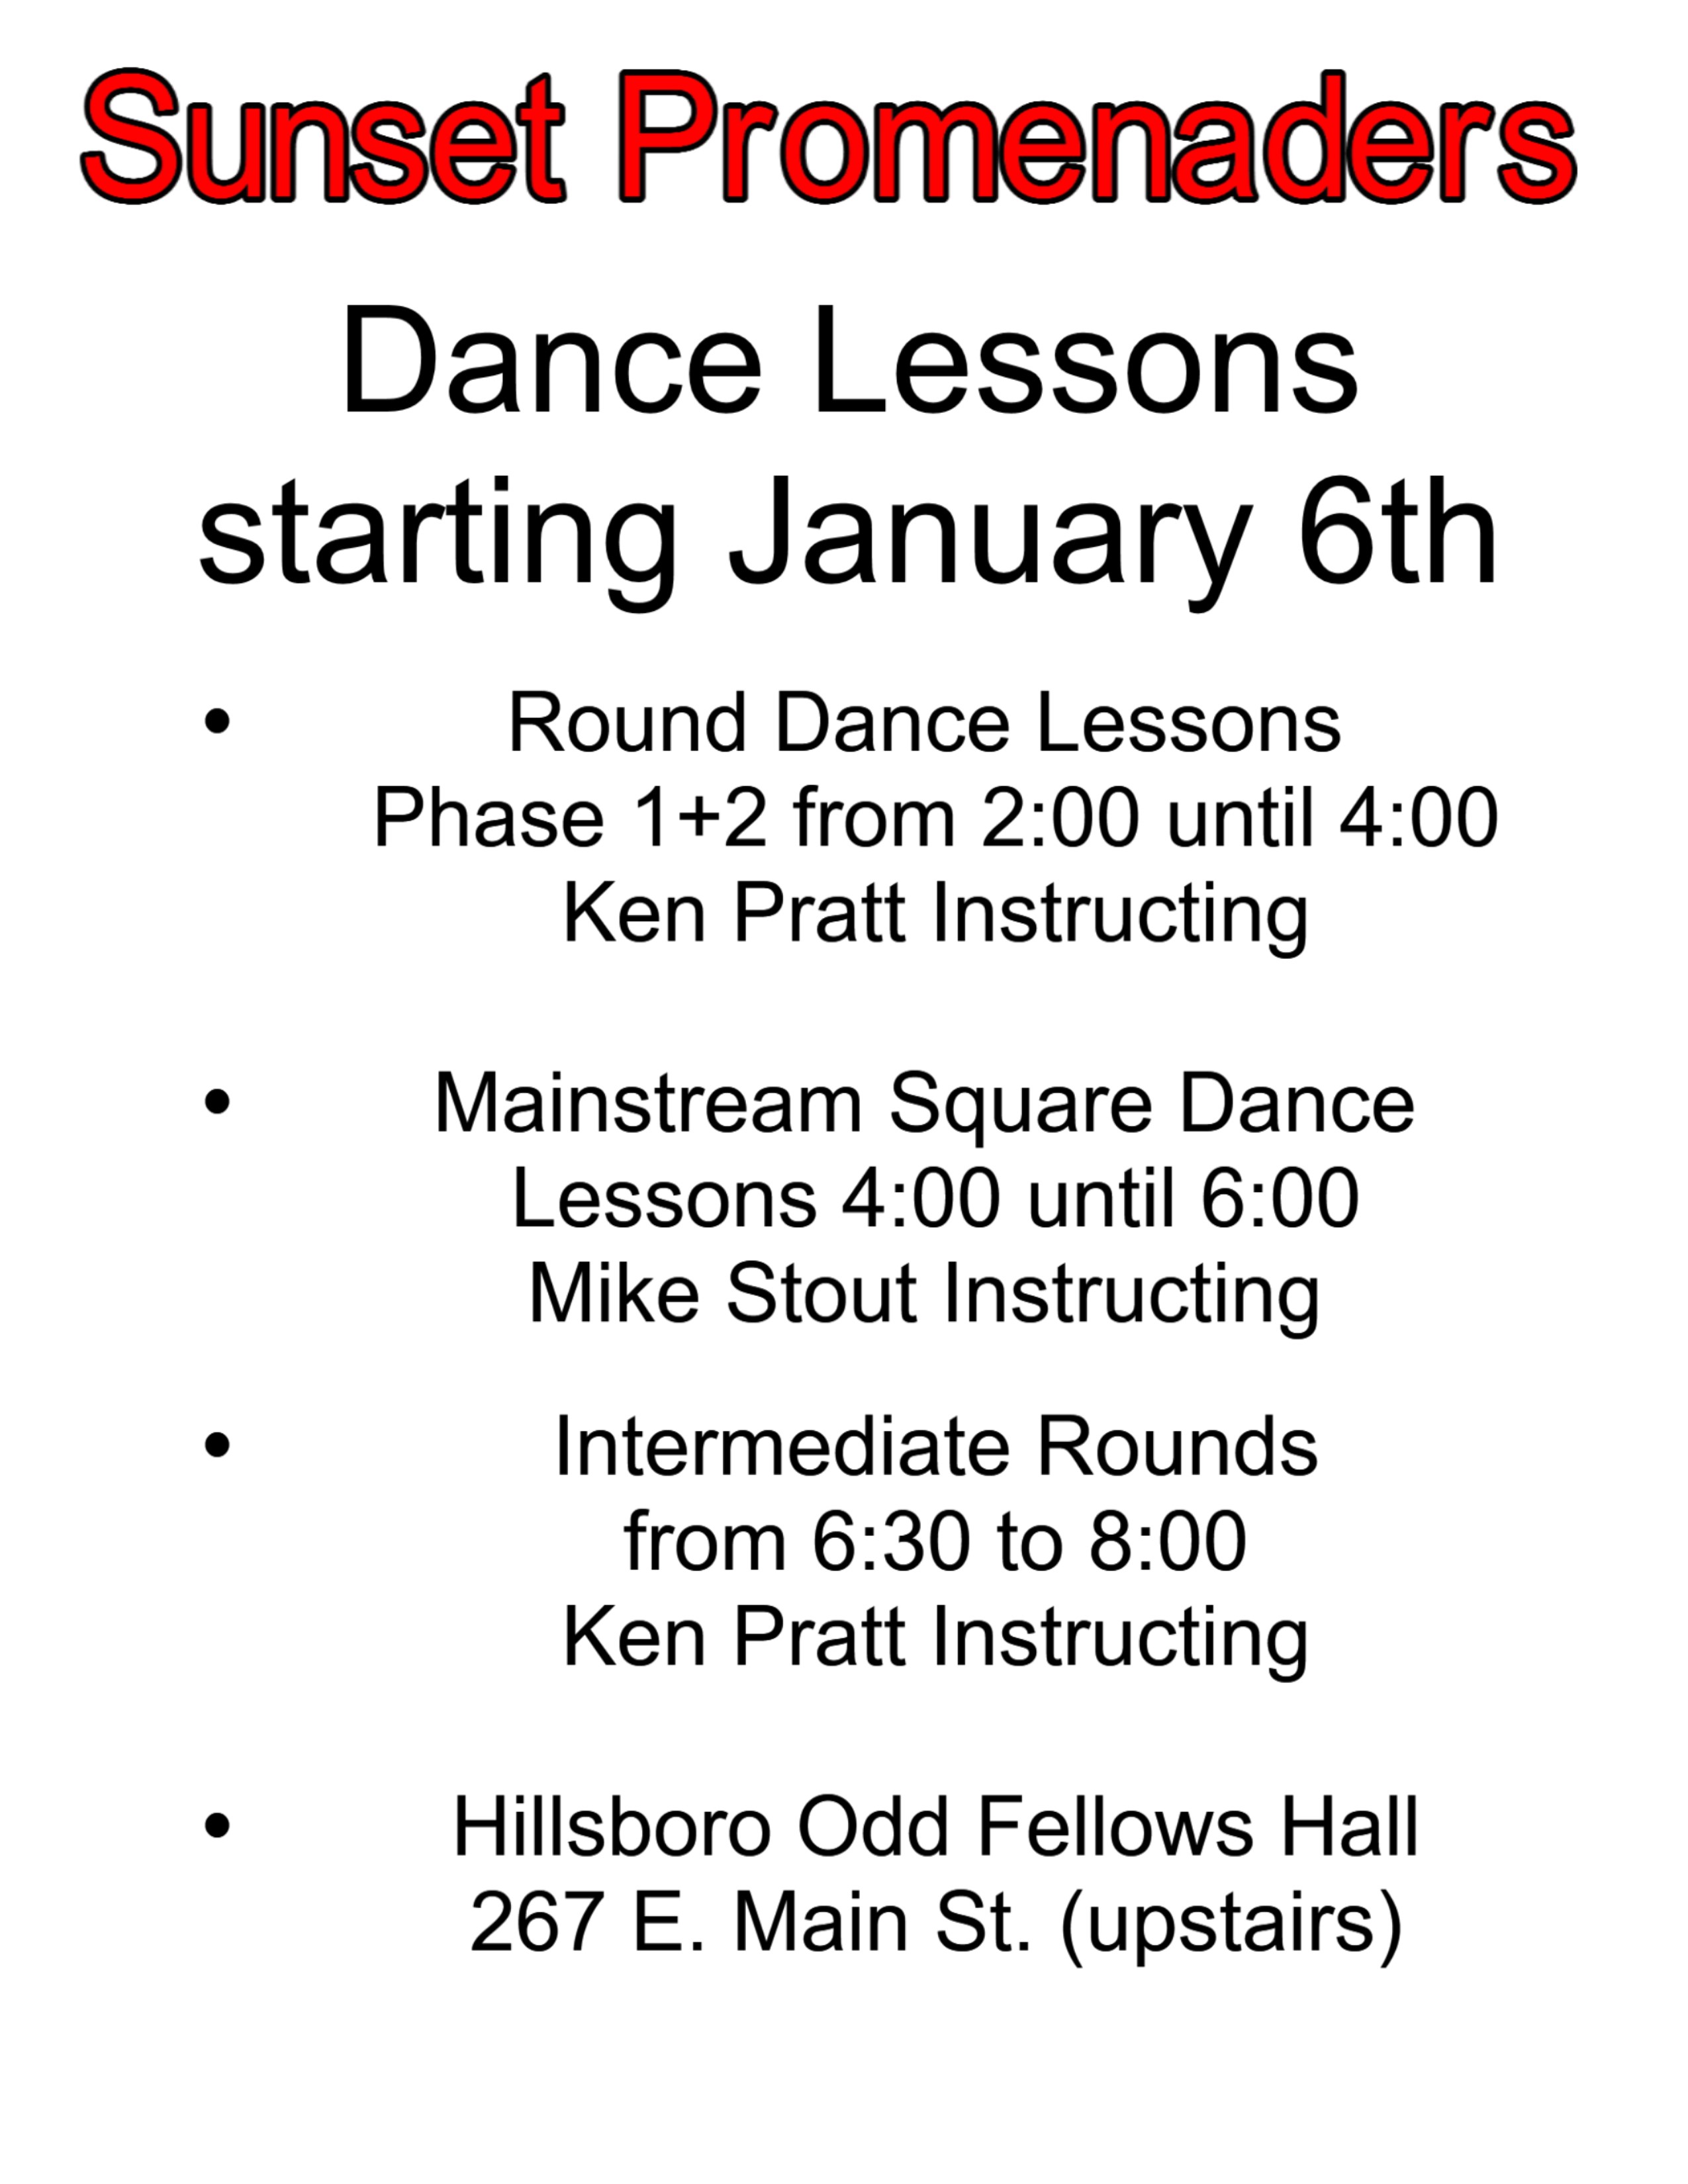 Sunset Promenaders
Dance Lessons
starting January 6th
• Round Dance Lessons
Phase 1+2 from 2:00 until 4:00
Ken Pratt Instructing
• Mainstream Square Dance
Lessons 4:00 until 6:00
Mike Stout Instructing
• Intermediate Rounds
from 6:30 to 8:00
Ken Pratt Instructing
• Hillsboro Odd Fellows Hall
267 E. Main St. (upstairs)